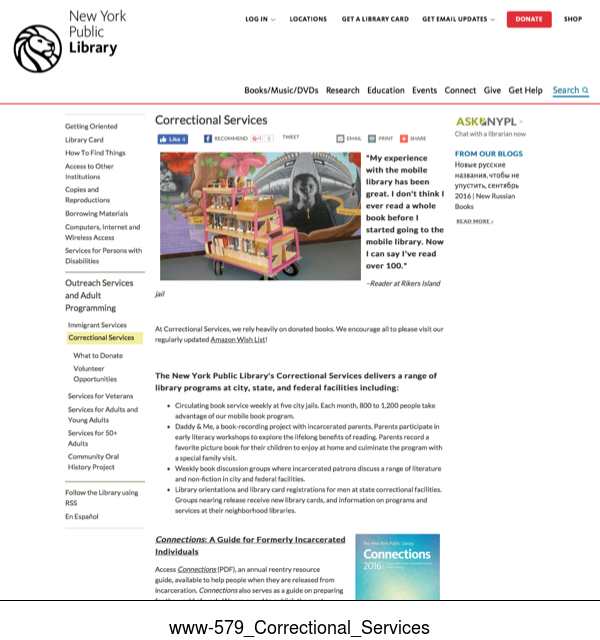 New York
Public
Library
LOG IN
LOCATIONS
GET A LIBRARY CARD
GET EMAIL UPDATES
DONATE
SHOP
Books/Music/DVDs Research Education Events Connect Give Get Help Search
Getting Oriented
Library Card
How To Find Things
Access to Other
Institutions
Copies and
Reproductions
Borrowing Materials
Computers, Internet and
Wireless Access
Services for Persons with
Disabilities
Outreach Services
and Adult
Programming
Immigrant Services
Correctional Services
What to Donate
Volunteer
Opportunities
Services for Veterans
Services for Adults and
Young Adults
Services for 50+
Adults
Community Oral
History Project
Follow the Library using
RSS
En Español
Correctional Services
Like 4
RECOMMEND
TWEET
EMAIL
PRINT
SHARE
"My experience
with the mobile
library has been
great. I don't think I
ever read a whole
book before I
started going to the
mobile library. Now
I can say I've read
over 100."
–Reader at Rikers Island
jail
At Correctional Services, we rely heavily on donated books. We encourage all to please visit our
regularly updated Amazon Wish List!
The New York Public Library's Correctional Services delivers a range of
library programs at city, state, and federal facilities including:
• Circulating book service weekly at five city jails. Each month, 800 to 1,200 people take
advantage of our mobile book program.
• Daddy & Me, a book-recording project with incarcerated parents. Parents participate in
early literacy workshops to explore the lifelong benefits of reading. Parents record a
favorite picture book for their children to enjoy at home and culminate the program with
a special family visit.
• Weekly book discussion groups where incarcerated patrons discuss a range of literature
and non-fiction in city and federal facilities.
• Library orientations and library card registrations for men at state correctional facilities.
Groups nearing release receive new library cards, and information on programs and
services at their neighborhood libraries.
Connections: A Guide for Formerly Incarcerated
Individuals
Access Connections (PDF), an annual reentry resource
guide, available to help people when they are released from
incarceration. Connections also serves as a guide on preparing
The New York Public Library
Connections
2016
ASK NYPL >
Chat with a librarian now
FROM OUR BLOGS
Новые русские
названия, чтобы не
упустить, сентябрь
2016 | New Russian
Books
READ MORE ›
www-579_Correctional_Services